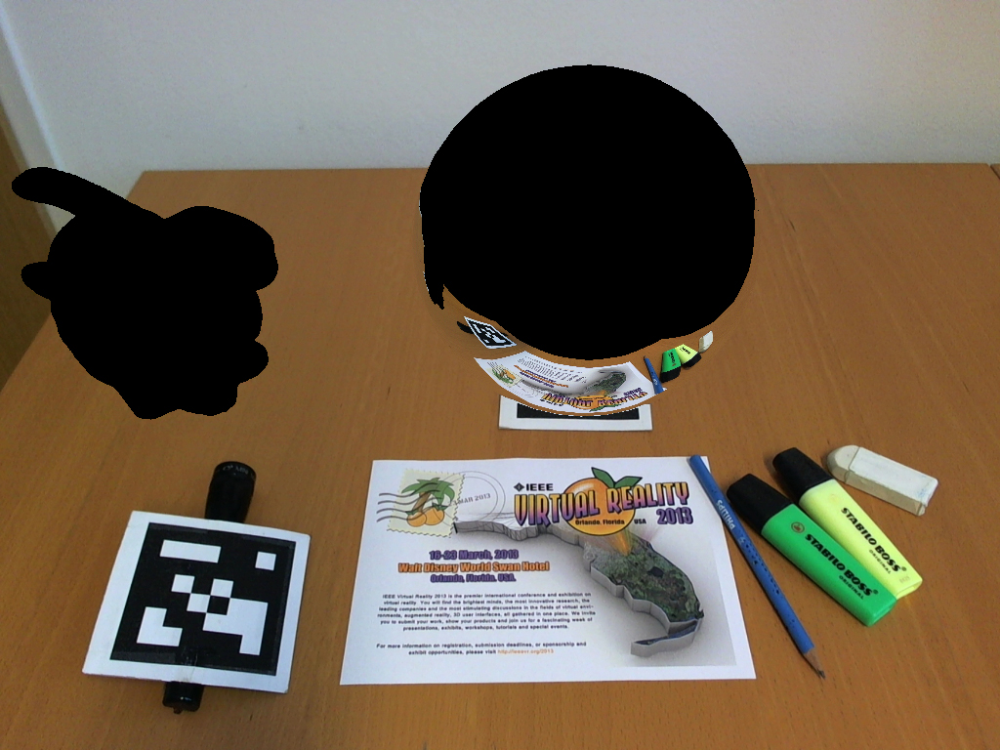 MAR 2013
IEEE
VIRTUAL REALITY
Orlando, Florida USA 2013
16-23 March, 2013
Walt Disney World Swan Hotel
Orlando, Florida, USA.
IEEE Virtual Reality 2013 is the premier international conference and exhibition on
virtual reality. You will find the brightest minds, the most innovative research, the
leading companies and the most stimulating discussions in the fields of virtual envi-
ronments, augmented reality, 3D user interfaces, all gathered in one place. We invite
you to submit your work, show your products and join us for a fascinating week of
presentations, exhibits, workshops, tutorials and special events.
For more information on registration, submission deadlines, or sponsorship and
exhibit opportunities, please visit http://ieeevr.org/2013
Philips
STABILO BOSS
ORIGINAL
STABILO BOSS
ORIGINAL